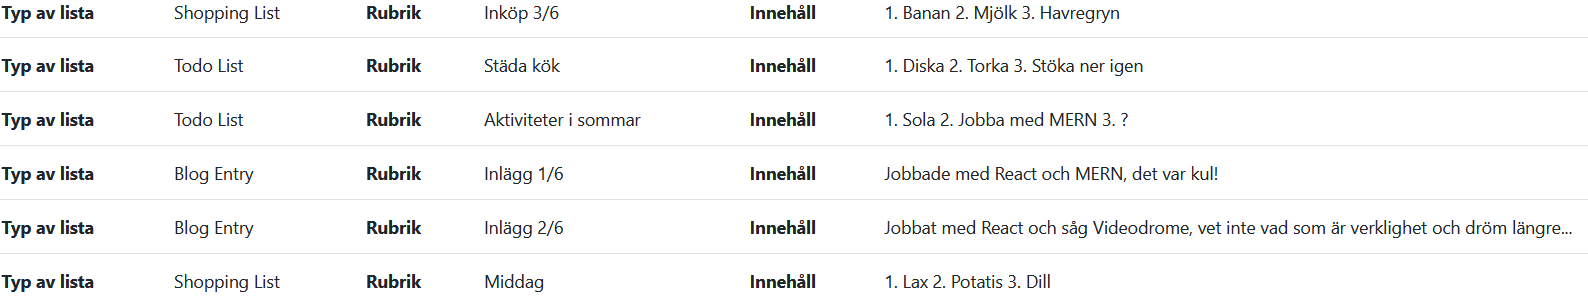 Typ av lista Shopping List Rubrik Inköp 3/6 Innehåll 1. Banan 2. Mjölk 3. Havregryn
Typ av lista Todo List Rubrik Städa kök Innehåll 1. Diska 2. Torka 3. Stöka ner igen
Typ av lista Todo List Rubrik Aktiviteter i sommar Innehåll 1. Sola 2. Jobba med MERN 3. ?
Typ av lista Blog Entry Rubrik Inlägg 1/6 Innehåll Jobbade med React och MERN, det var kul!
Typ av lista Blog Entry Rubrik Inlägg 2/6 Innehåll Jobbat med React och såg Videodrome, vet inte vad som är verklighet och dröm längre...
Typ av lista Shopping List Rubrik Middag Innehåll 1. Lax 2. Potatis 3. Dill